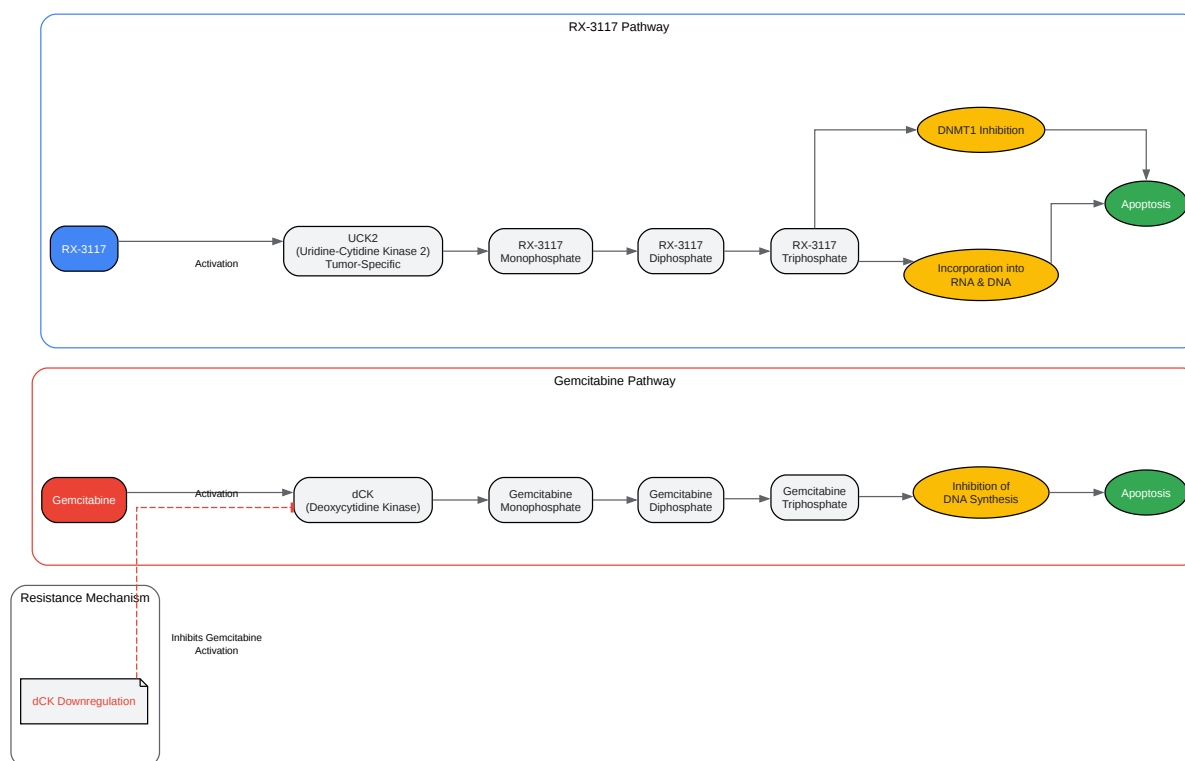 RX-3117 Pathway
DNMT1 Inhibition
Apoptosis
RX-3117
Activation
UCK2
(Uridine-Cytidine Kinase 2)
Tumor-Specific
RX-3117
Monophosphate
RX-3117
Diphosphate
RX-3117
Triphosphate
Incorporation into
RNA & DNA
Gemcitabine Pathway
Gemcitabine
Activation
dCK
(Deoxycytidine Kinase)
Gemcitabine
Monophosphate
Gemcitabine
Diphosphate
Gemcitabine
Triphosphate
Inhibition of
DNA Synthesis
Apoptosis
Resistance Mechanism
Inhibits Gemcitabine
Activation
dCK Downregulation